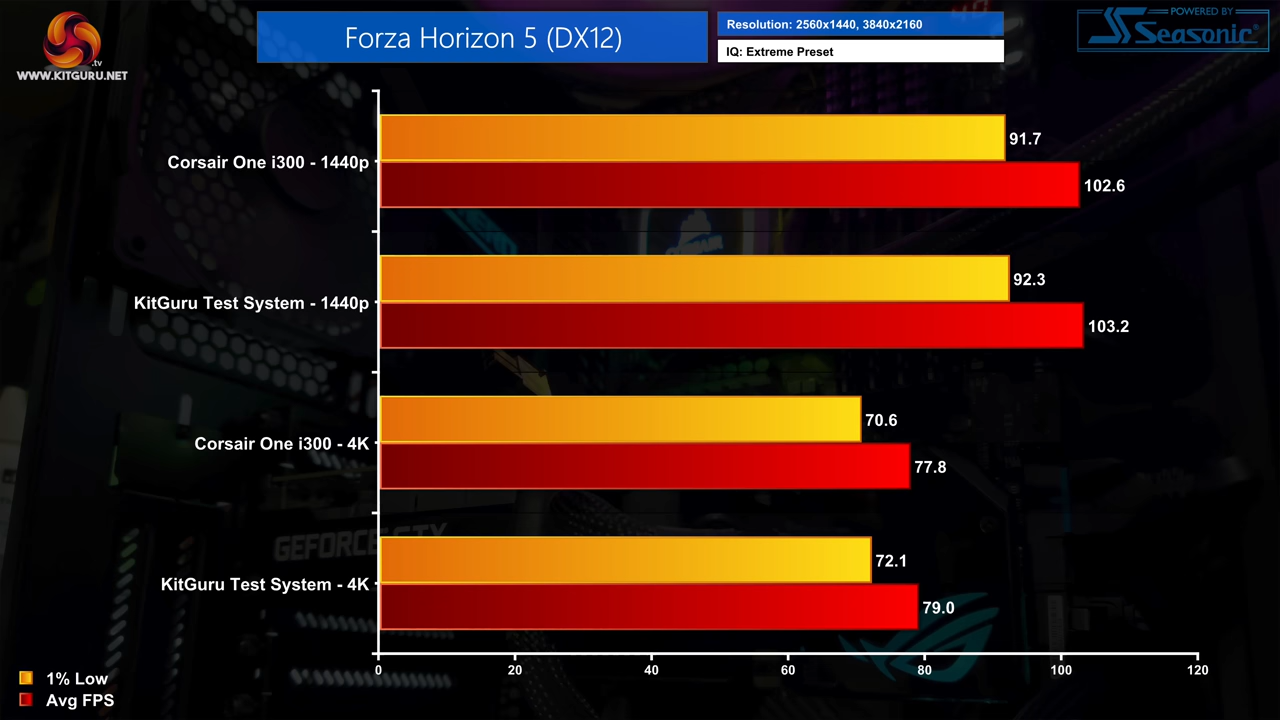 Forza Horizon 5 (DX12)
Resolution: 2560x1440, 3840x2160
IQ: Extreme Preset
POWERED BY
Seasonic
.tv
WWW.KITGURU.NET
Corsair One i300 - 1440p
91.7
102.6
KitGuru Test System - 1440p
92.3
103.2
Corsair One i300 - 4K
70.6
77.8
GEFORCE GTX
KitGuru Test System - 4K
72.1
79.0
0 20 40 60 80 100 120
1% Low
Avg FPS